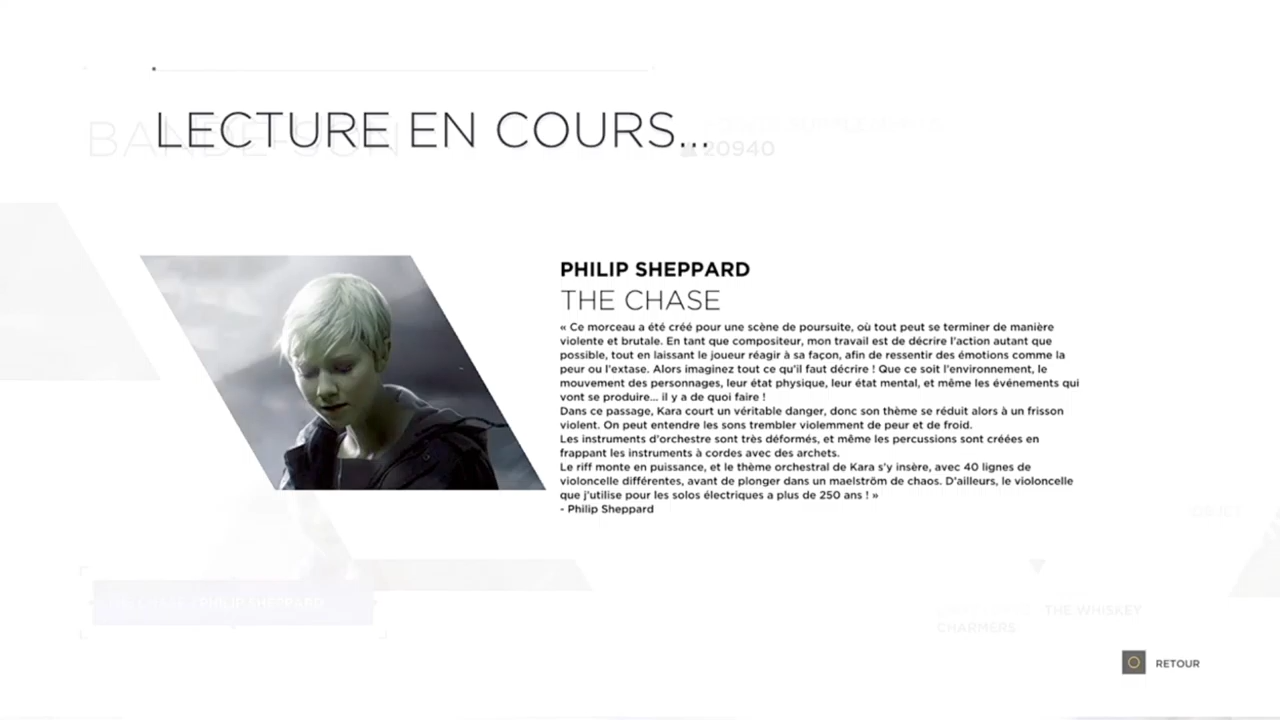 LECTURE EN COURS...
BANDE-SON
20940
PHILIP SHEPPARD
THE CHASE
« Ce morceau a été créé pour une scène de poursuite, où tout peut se terminer de manière
violente et brutale. En tant que compositeur, mon travail est de décrire l'action autant que
possible, tout en laissant le joueur réagir à sa façon, afin de ressentir des émotions comme la
peur ou l'extase. Alors imaginez tout ce qu'il faut décrire ! Que ce soit l'environnement, le
mouvement des personnages, leur état physique, leur état mental, et même les événements qui
vont se produire... il y a de quoi faire !
Dans ce passage, Kara court un véritable danger, donc son thème se réduit alors à un frisson
violent. On peut entendre les sons trembler violemment de peur et de froid.
Les instruments d'orchestre sont très déformés, et même les percussions sont créées en
frappant les instruments à cordes avec des archets.
Le riff monte en puissance, et le thème orchestral de Kara s'y insère, avec 40 lignes de
violoncelle différentes, avant de plonger dans un maelström de chaos. D'ailleurs, le violoncelle
que j'utilise pour les solos électriques a plus de 250 ans ! »
- Philip Sheppard
THE CHASE - PHILIP SHEPPARD
THE WHISKEY
CHARMERS
RETOUR